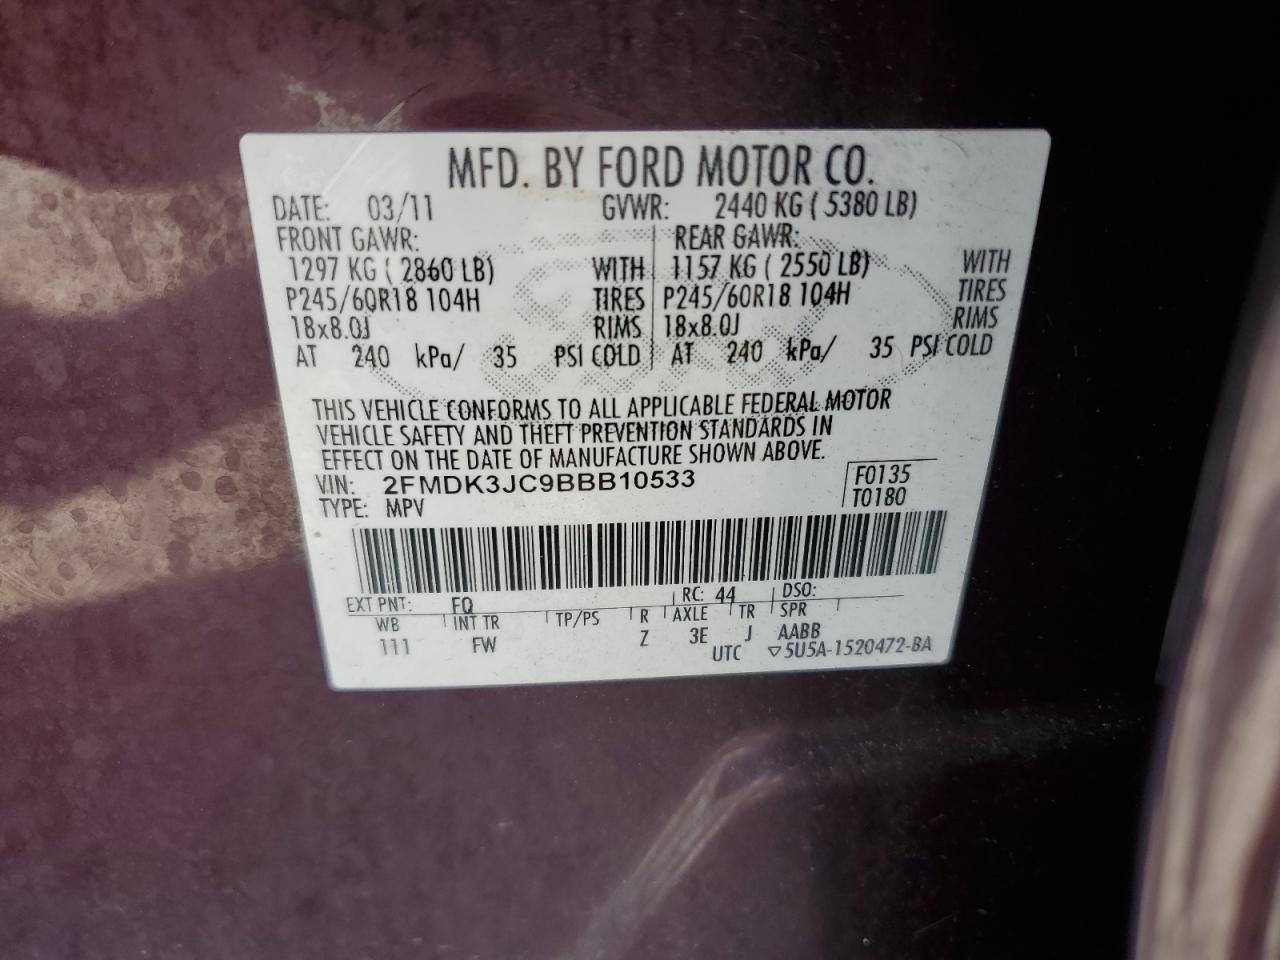 MFD. BY FORD MOTOR CO.
DATE: 03/11 GVWR: 2440 KG ( 5380 LB)
FRONT GAWR: REAR GAWR:
1297 KG ( 2860 LB) WITH 1157 KG ( 2550 LB) WITH
P245/60R18 104H TIRES P245/60R18 104H TIRES
18x8.0J RIMS 18x8.0J RIMS
AT 240 kPa/ 35 PSI COLD AT 240 kPa/ 35 PSI COLD
THIS VEHICLE CONFORMS TO ALL APPLICABLE FEDERAL MOTOR
VEHICLE SAFETY AND THEFT PREVENTION STANDARDS IN
EFFECT ON THE DATE OF MANUFACTURE SHOWN ABOVE.
VIN: 2FMDK3JC9BBB10533 F0135
TYPE: MPV T0180
EXT PNT: FQ RC: 44 DSO:
WB INT TR TP/PS R AXLE TR SPR
111 FW Z 3E J AABB
UTC ▽5U5A-1520472-BA